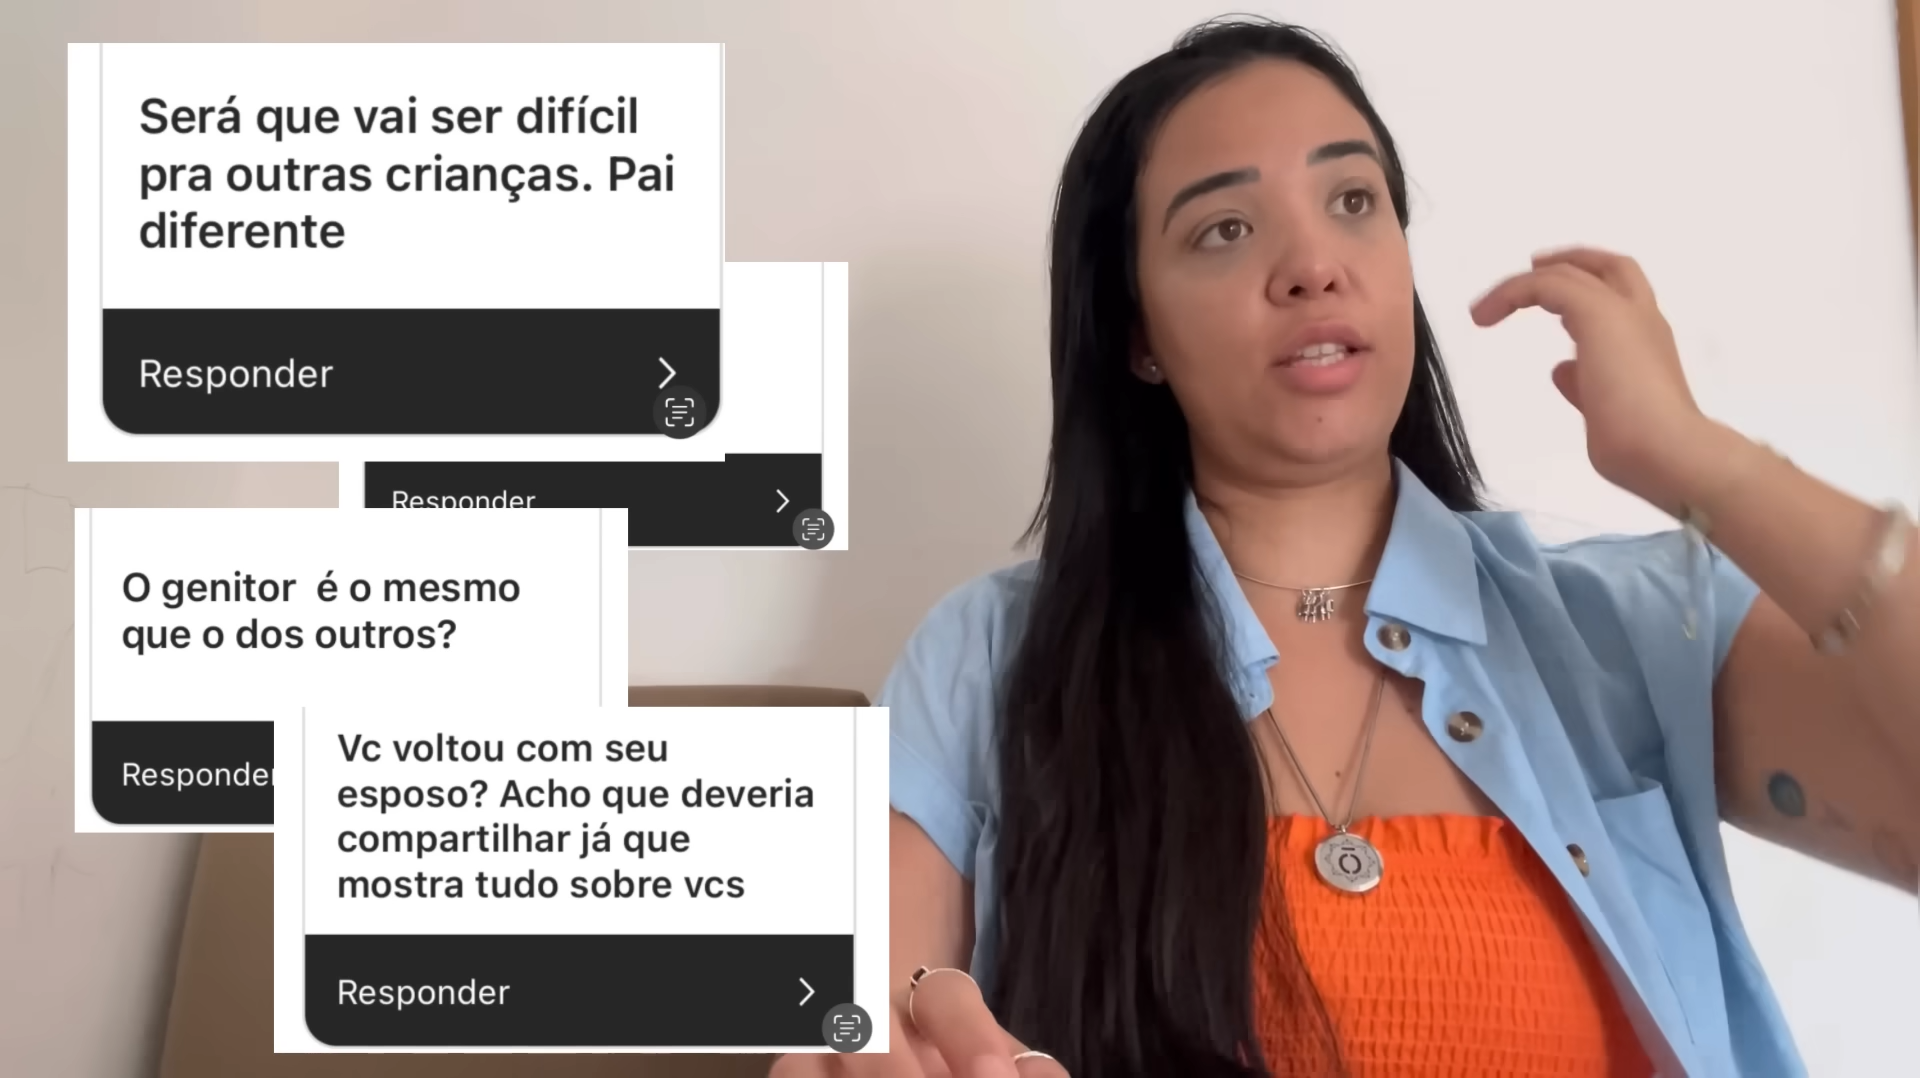 Será que vai ser difícil
pra outras crianças. Pai
diferente
Responder
Responder
O genitor é o mesmo
que o dos outros?
Responder
Vc voltou com seu
esposo? Acho que deveria
compartilhar já que
mostra tudo sobre vcs
Responder